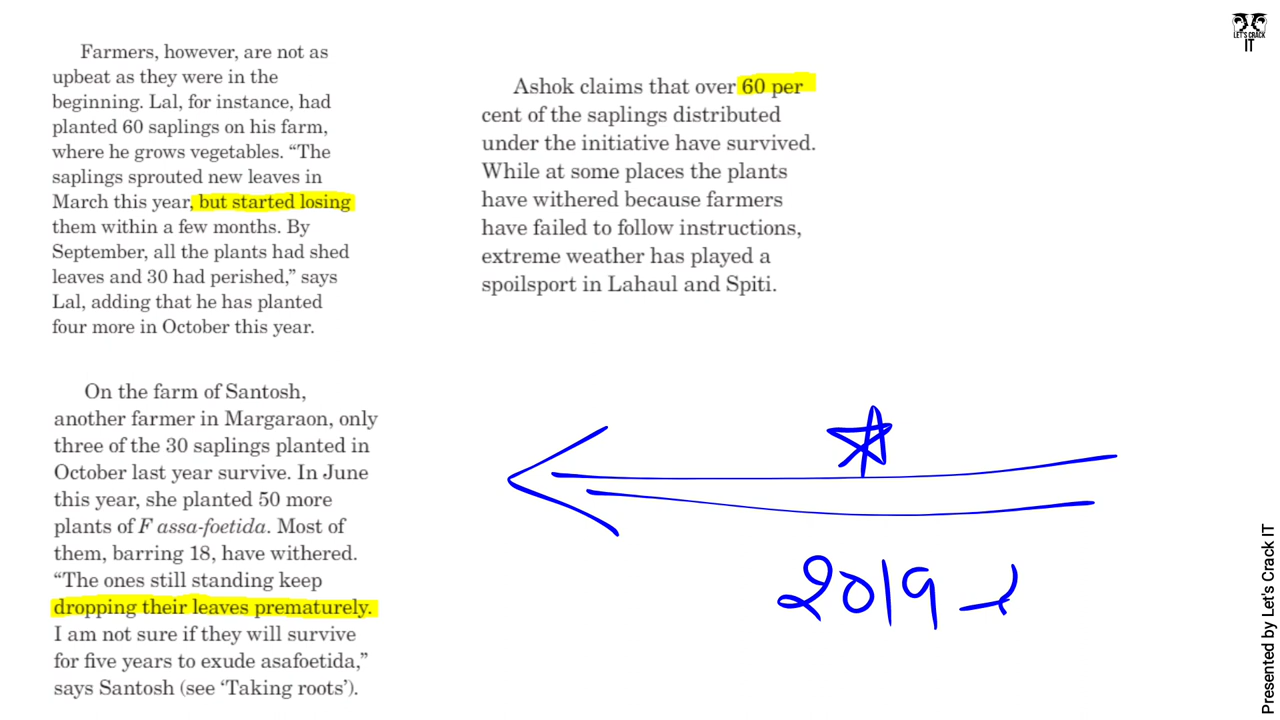 Farmers, however, are not as
upbeat as they were in the
beginning. Lal, for instance, had
planted 60 saplings on his farm,
where he grows vegetables. “The
saplings sprouted new leaves in
March this year, but started losing
them within a few months. By
September, all the plants had shed
leaves and 30 had perished,” says
Lal, adding that he has planted
four more in October this year.
On the farm of Santosh,
another farmer in Margaraon, only
three of the 30 saplings planted in
October last year survive. In June
this year, she planted 50 more
plants of F assa-foetida. Most of
them, barring 18, have withered.
“The ones still standing keep
dropping their leaves prematurely.
I am not sure if they will survive
for five years to exude asafoetida,”
says Santosh (see ‘Taking roots’).
Ashok claims that over 60 per
cent of the saplings distributed
under the initiative have survived.
While at some places the plants
have withered because farmers
have failed to follow instructions,
extreme weather has played a
spoilsport in Lahaul and Spiti.
2019
LET'S CRACK
IT
Presented by Let's Crack IT